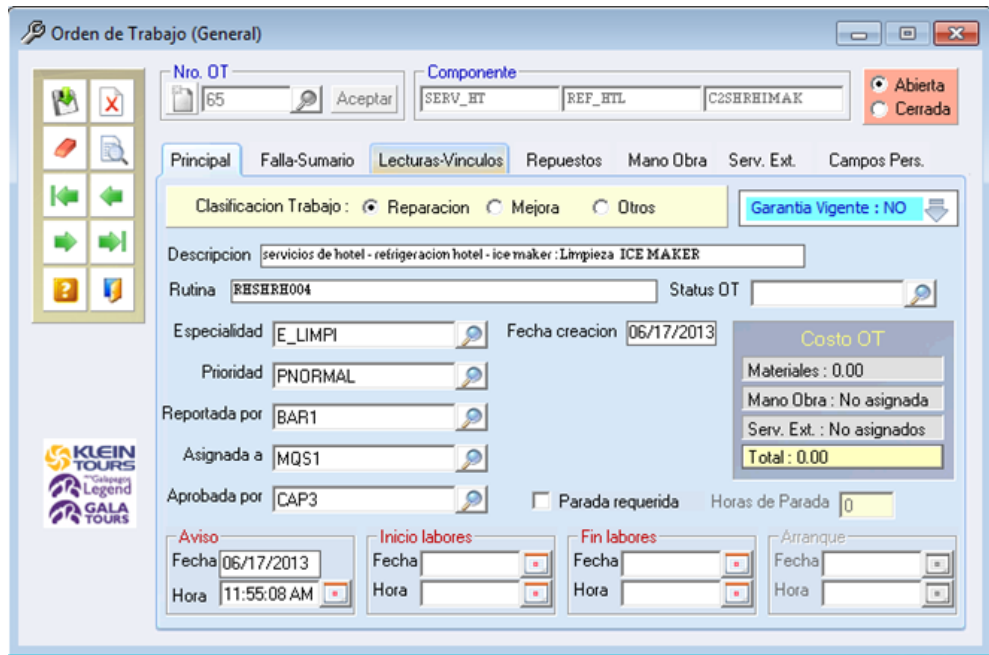 Orden de Trabajo (General)
Nro. OT
65
Aceptar
Componente
SERV_HT
REF_HTL
C2SHRHIMAK
Abierta
Cerrada
Principal
Falla-Sumario
Lecturas-Vinculos
Repuestos
Mano Obra
Serv. Ext.
Campos Pers.
Clasificacion Trabajo :
Reparacion
Mejora
Otros
Garantia Vigente : NO
Descripcion
servicios de hotel - refrigeracion hotel - ice maker : Limpieza ICE MAKER
Rutina
RHSHRH004
Status OT
Especialidad
E_LIMPI
Fecha creacion
06/17/2013
Costo OT
Prioridad
PNORMAL
Materiales : 0.00
Mano Obra : No asignada
Reportada por
BAR1
Serv. Ext. : No asignados
Asignada a
MQS1
Total : 0.00
Aprobada por
CAP3
Parada requerida
Horas de Parada
0
KLEIN
TOURS
Galapagos
Legend
GALA
TOURS
Aviso
Fecha
06/17/2013
Hora
11:55:08 AM
Inicio labores
Fecha
Hora
Fin labores
Fecha
Hora
Arranque
Fecha
Hora